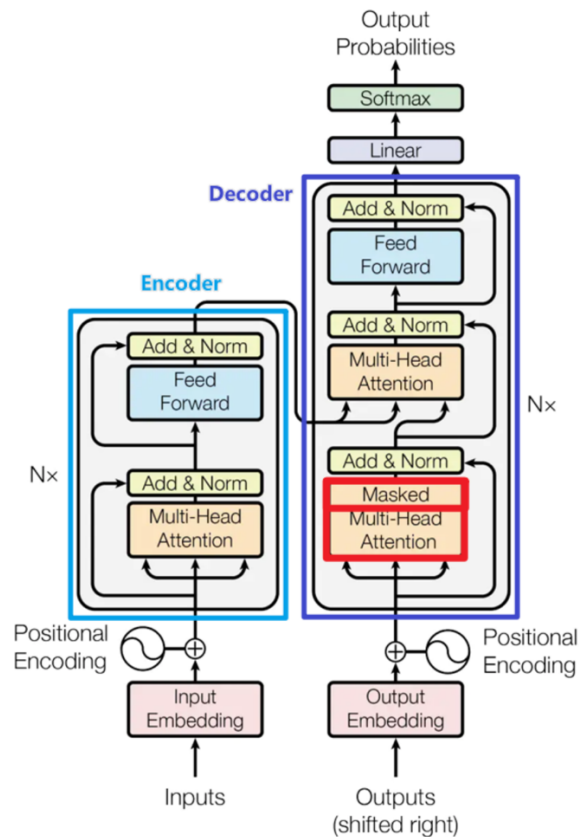 Output
Probabilities
Softmax
Linear
Decoder
Add & Norm
Feed
Forward
Add & Norm
Multi-Head
Attention
Nx
Add & Norm
Masked
Multi-Head
Attention
Encoder
Add & Norm
Feed
Forward
Nx
Add & Norm
Multi-Head
Attention
Positional
Encoding
Positional
Encoding
Input
Embedding
Output
Embedding
Inputs
Outputs
(shifted right)